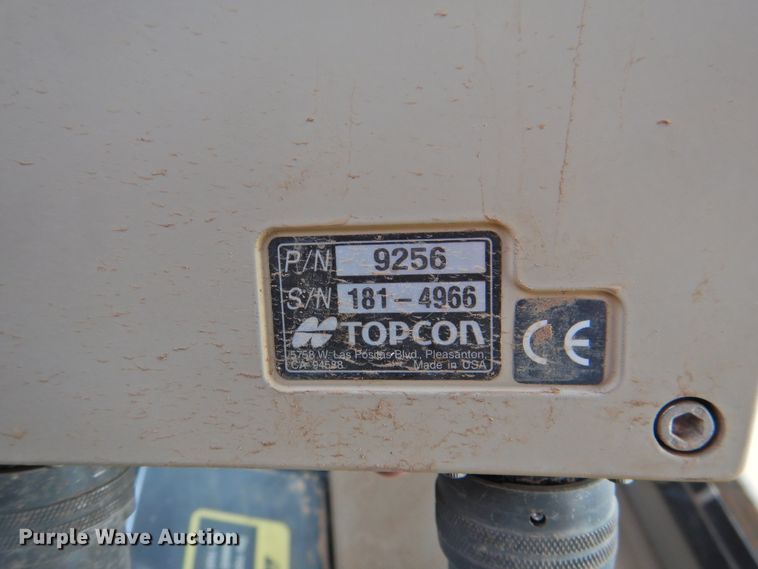 P/N 9256
S/N 181-4966
TOPCON
5758 W. Las Positas Blvd., Pleasanton,
CA 94588 Made in USA
CE
Purple Wave Auction